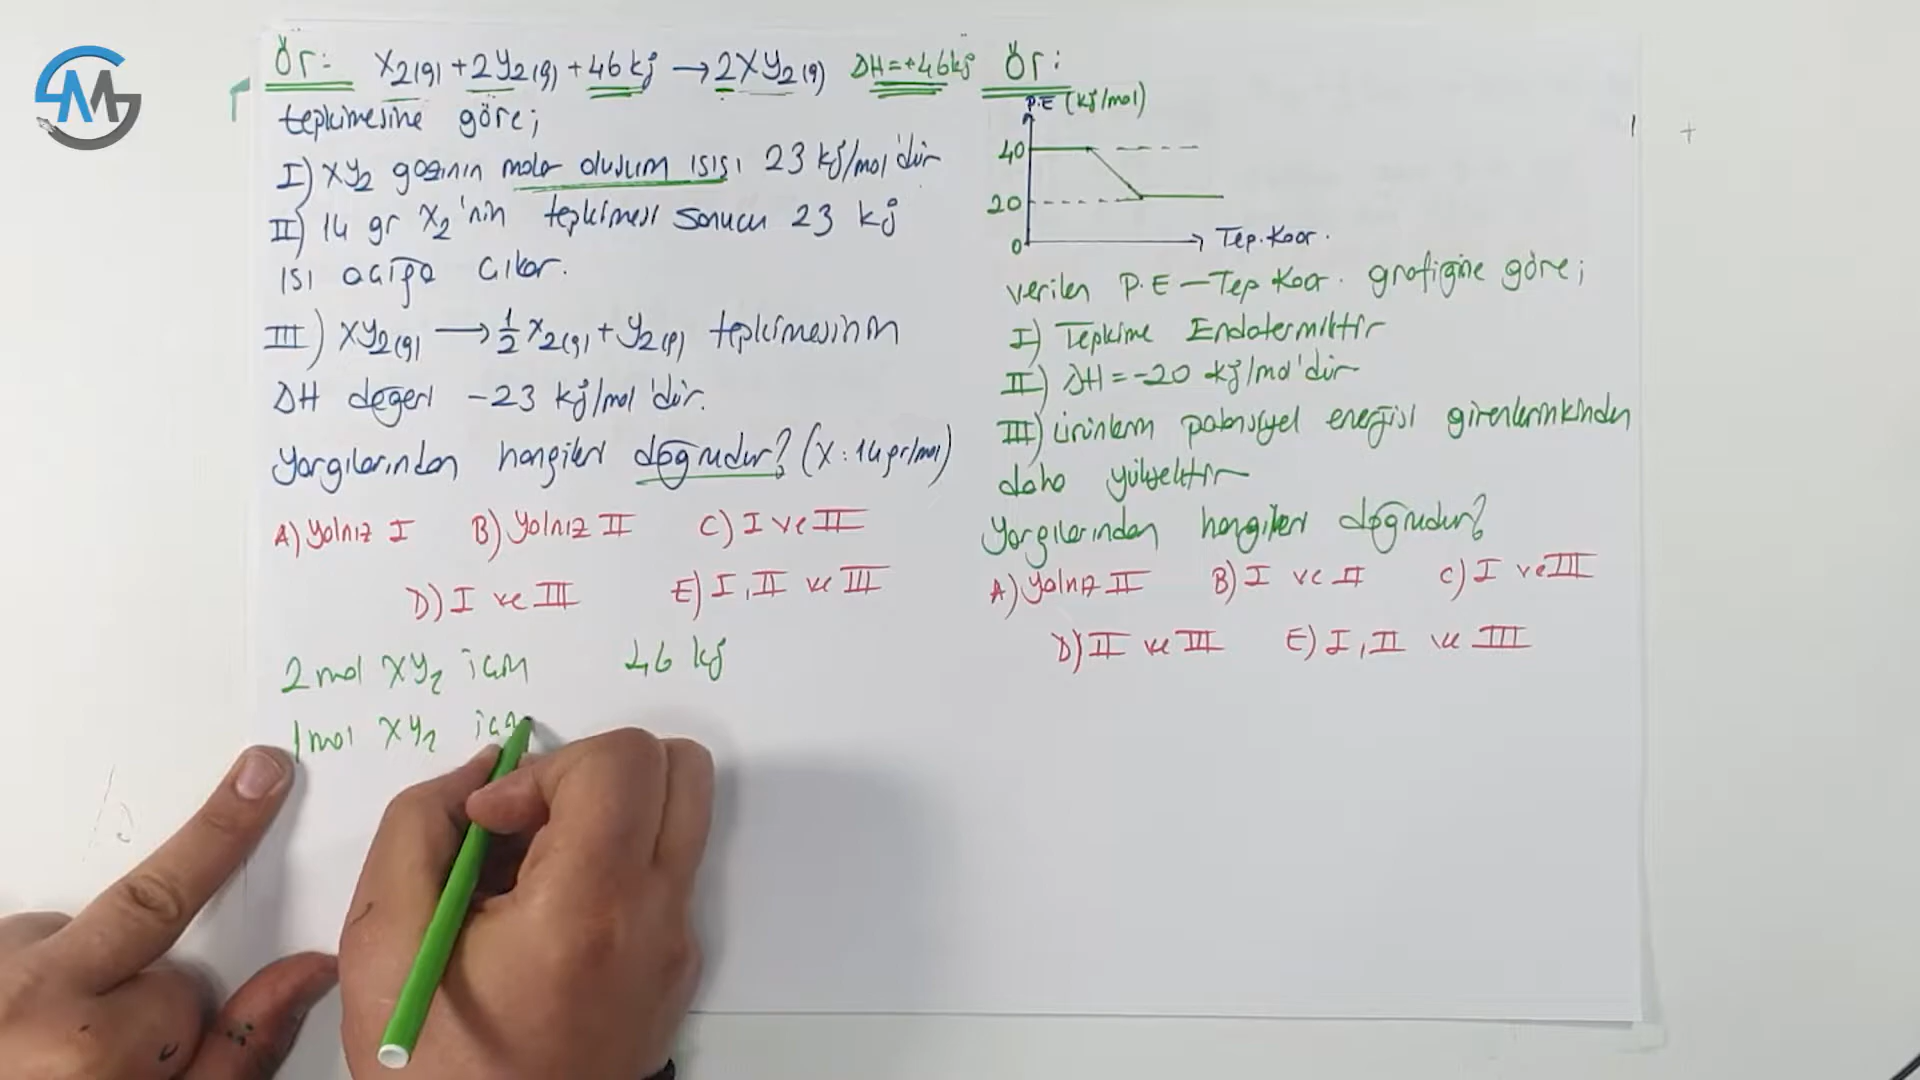 Ör: X2(g) + 2Y2(g) + 46 kj → 2XY2(g) ΔH=+46kj
tepkimesine göre;
I) XY2 gazının molar oluşum ısısı 23 kj/mol'dür
II) 14 gr X2'nin tepkimesi sonucu 23 kj
ısı açığa çıkar.
III) XY2(g) → 1/2 X2(g) + Y2(g) tepkimesinin
ΔH değeri -23 kj/mol'dür.
Yargılarından hangileri doğrudur? (X: 14 gr/mol)
A) Yalnız I B) Yalnız II C) I ve II
D) I ve III E) I, II ve III
2 mol XY2 için 46 kj
1 mol XY2 için
Ör:
P.E (kj/mol)
40
20
0
Tep. Koor.
verilen P.E – Tep Koor. grafiğine göre;
I) Tepkime Endotermiktir
II) ΔH = -20 kj/mol'dür
III) ürünlerin potansiyel enerjisi girenlerinkinden
daha yüksektir
Yargılarından hangileri doğrudur?
A) Yalnız II B) I ve II C) I ve III
D) II ve III E) I, II ve III